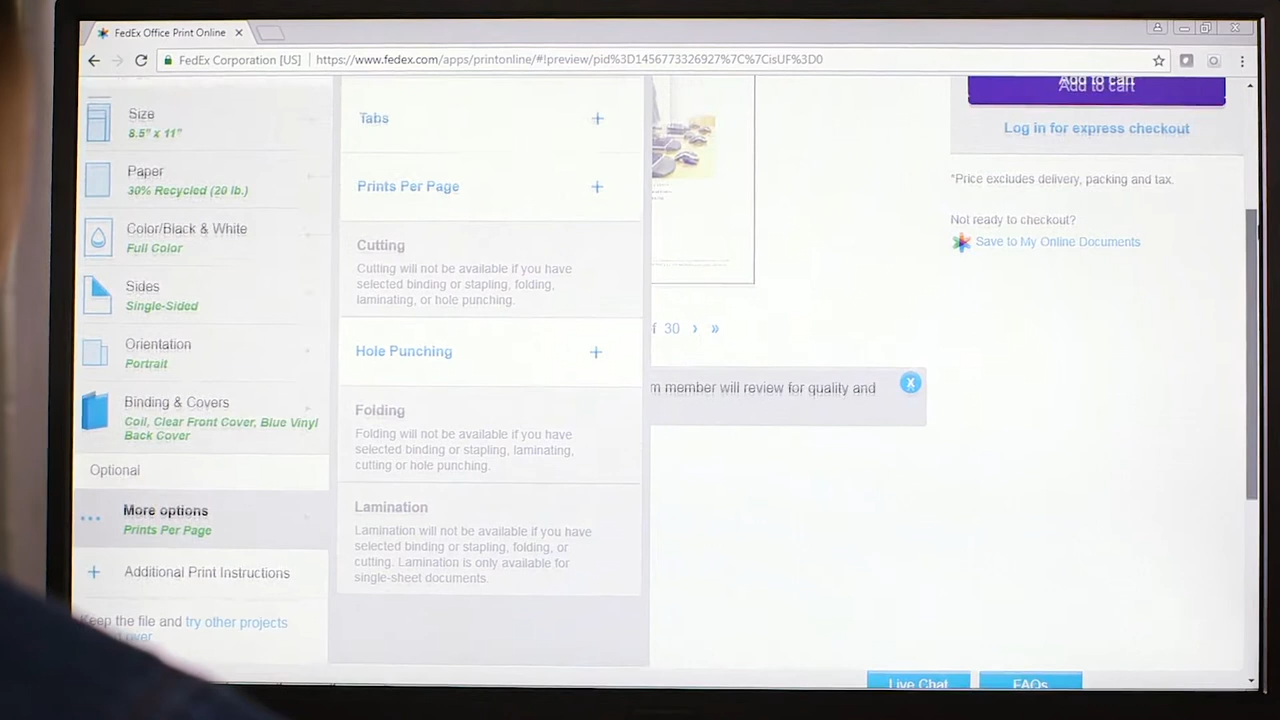 FedEx Office Print Online
FedEx Corporation [US]
https://www.fedex.com/apps/printonline/#!preview/pid%3D1456773326927%7C%7CisUF%3D0
Size
8.5" x 11"
Paper
30% Recycled (20 lb.)
Color/Black & White
Full Color
Sides
Single-Sided
Orientation
Portrait
Binding & Covers
Coil, Clear Front Cover, Blue Vinyl
Back Cover
Optional
More options
Prints Per Page
Additional Print Instructions
Keep the file and try other projects
over
Tabs
Prints Per Page
Cutting
Cutting will not be available if you have
selected binding or stapling, folding,
laminating, or hole punching.
Hole Punching
Folding
Folding will not be available if you have
selected binding or stapling, laminating,
cutting or hole punching.
Lamination
Lamination will not be available if you have
selected binding or stapling, folding, or
cutting. Lamination is only available for
single-sheet documents.
f 30 › »
m member will review for quality and
X
Add to cart
Log in for express checkout
*Price excludes delivery, packing and tax.
Not ready to checkout?
Save to My Online Documents
Live Chat
FAQs